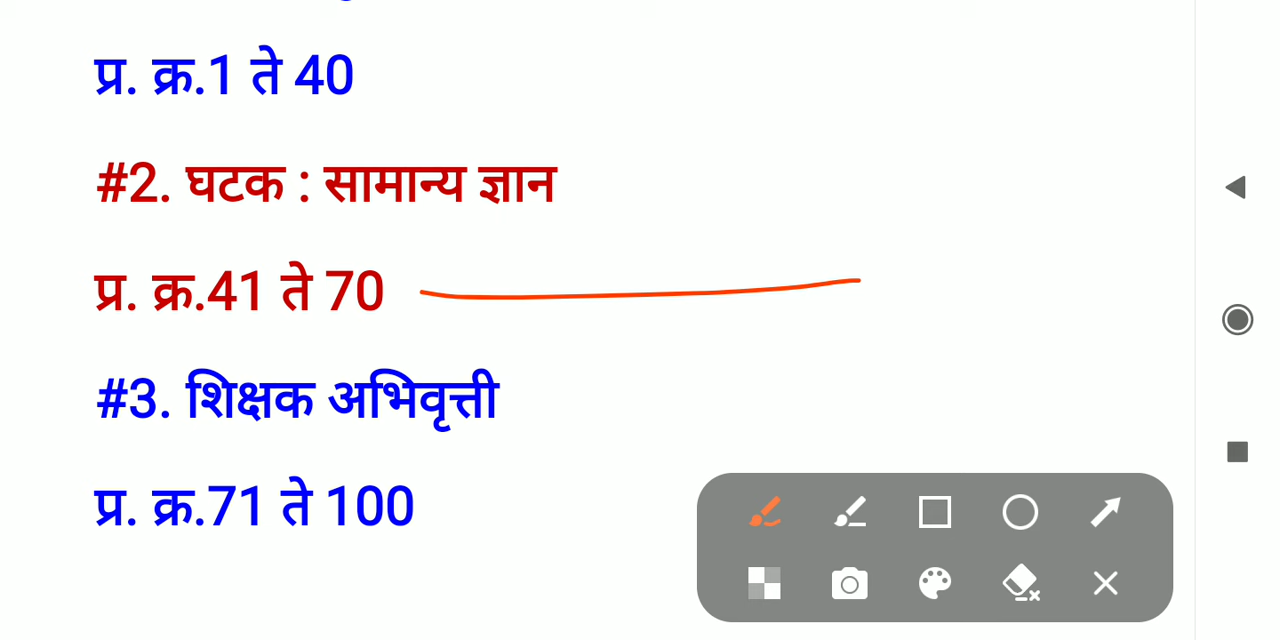 प्र. क्र.1 ते 40
#2. घटक : सामान्य ज्ञान
प्र. क्र.41 ते 70
#3. शिक्षक अभिवृत्ती
प्र. क्र.71 ते 100